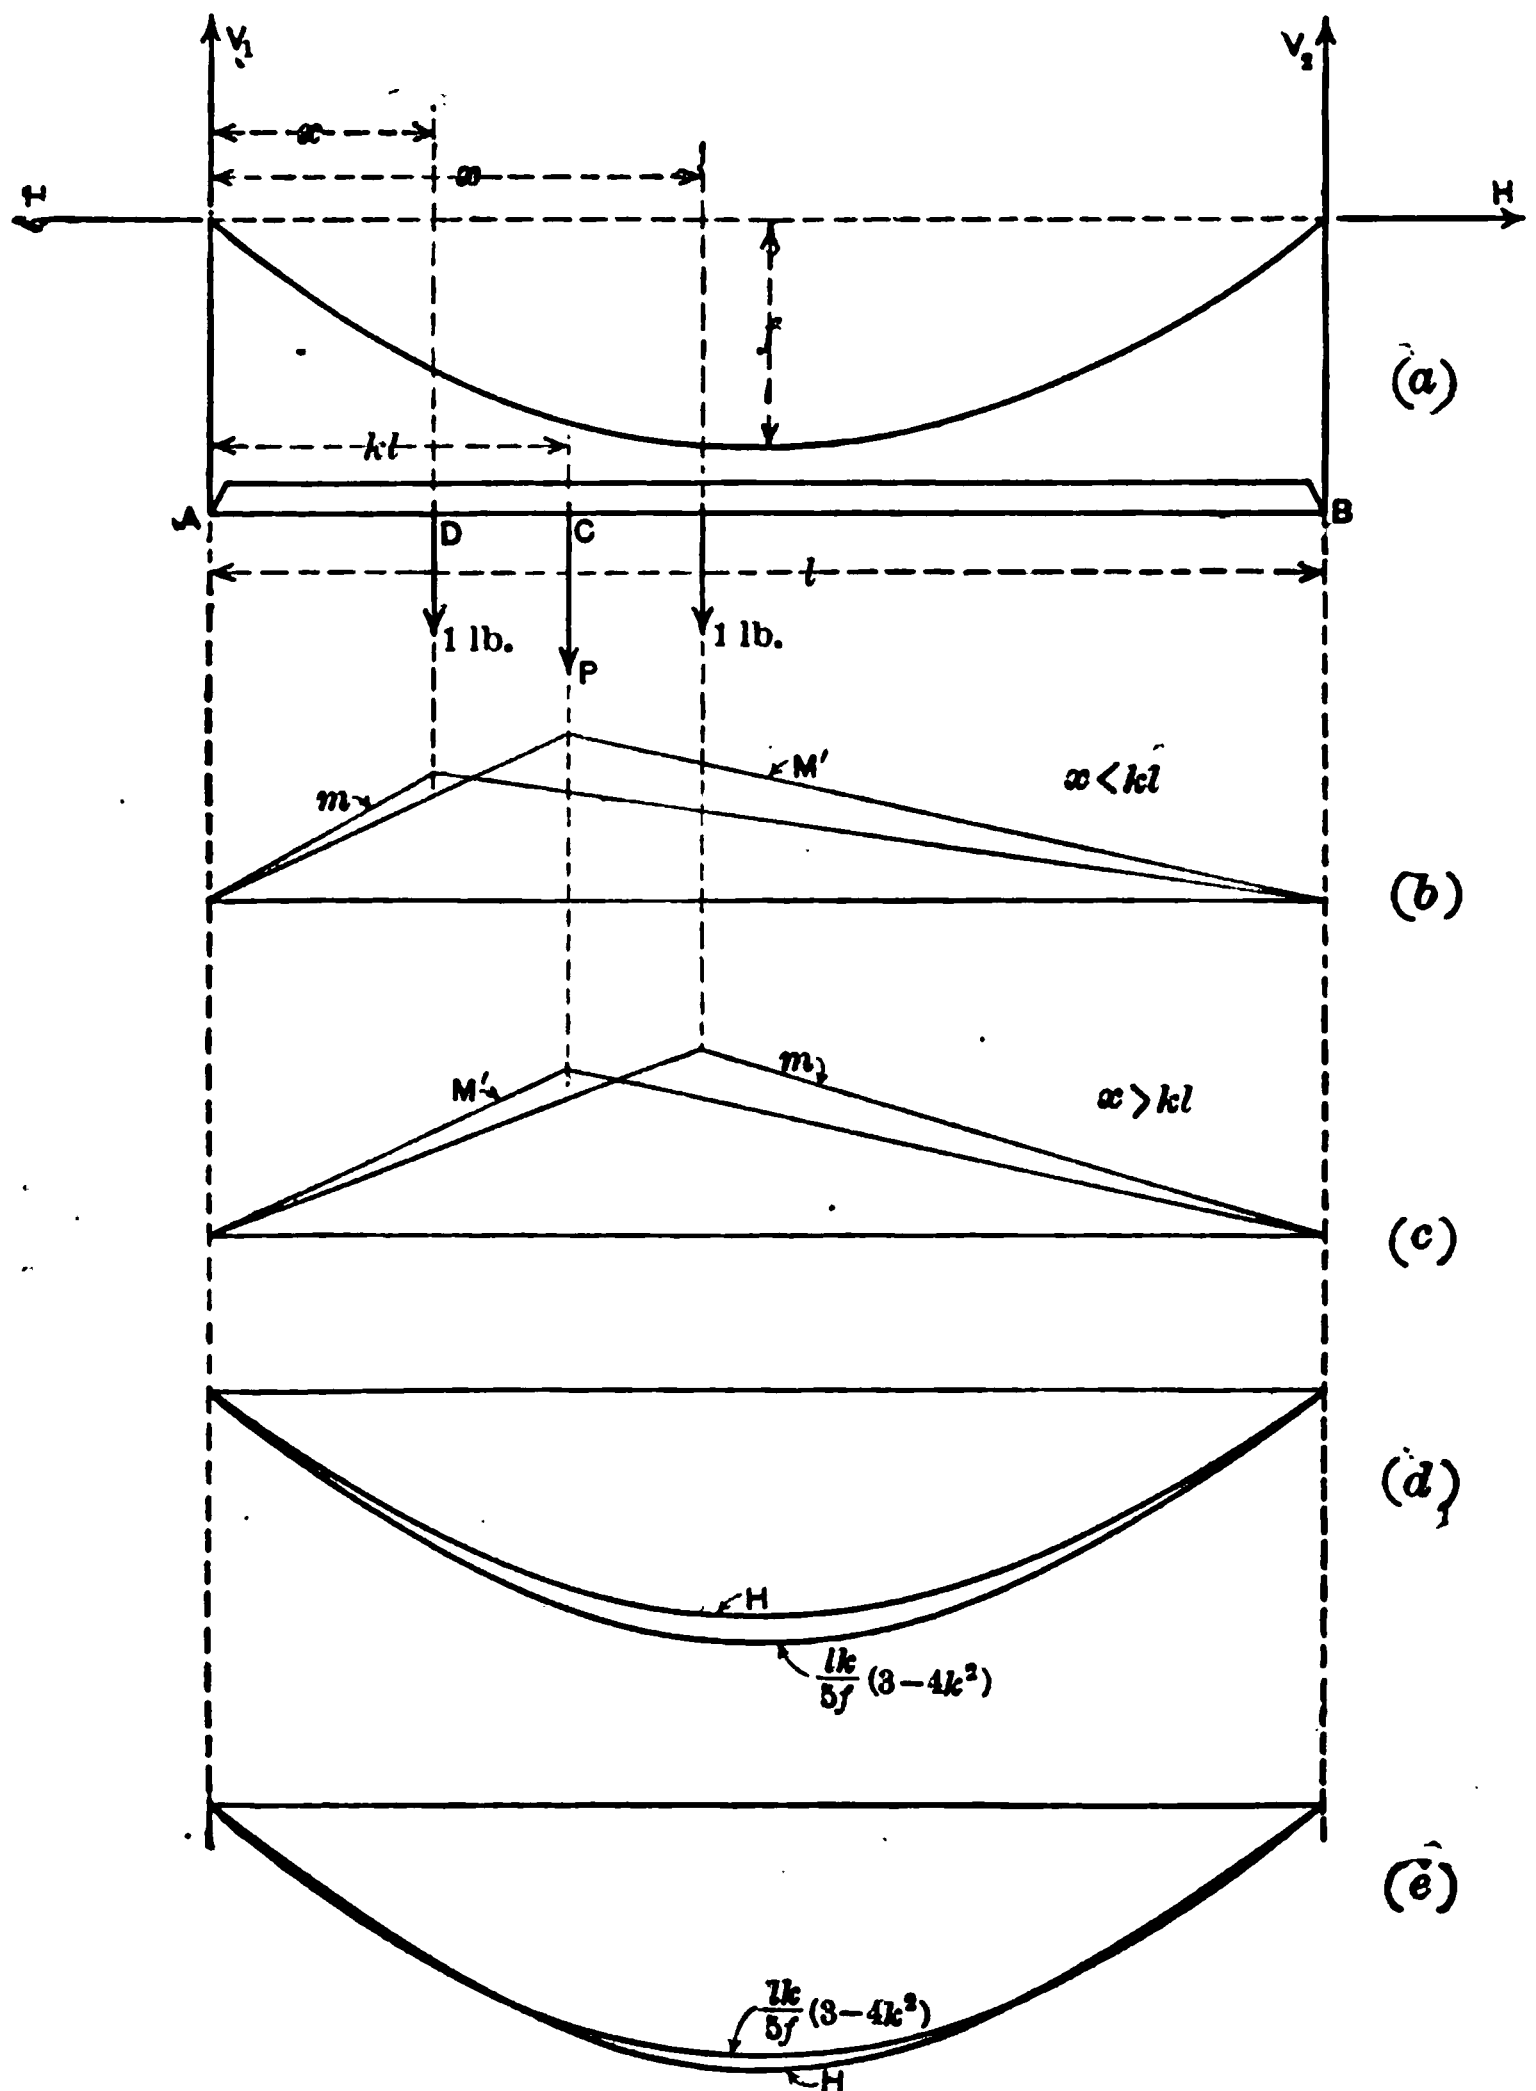 V₁ V₂
x
x
H H
f
(a)
kl
A B
D C
l
1 lb. 1 lb.
P
m M′ x < kl
(b)
M′ m x > kl
(c)
(d)
H
lk/5f (3−4k²)
(e)
lk/5f (3−4k²)
H